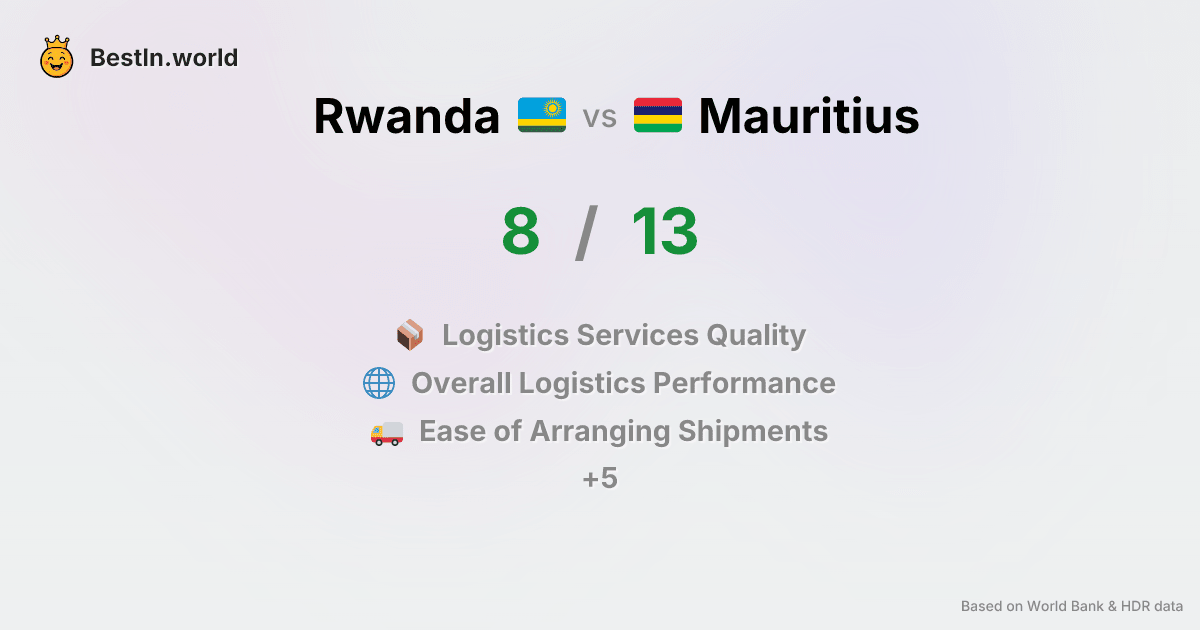 BestIn.world
Rwanda vs Mauritius
8 / 13
Logistics Services Quality
Overall Logistics Performance
Ease of Arranging Shipments
+5
Based on World Bank & HDR data